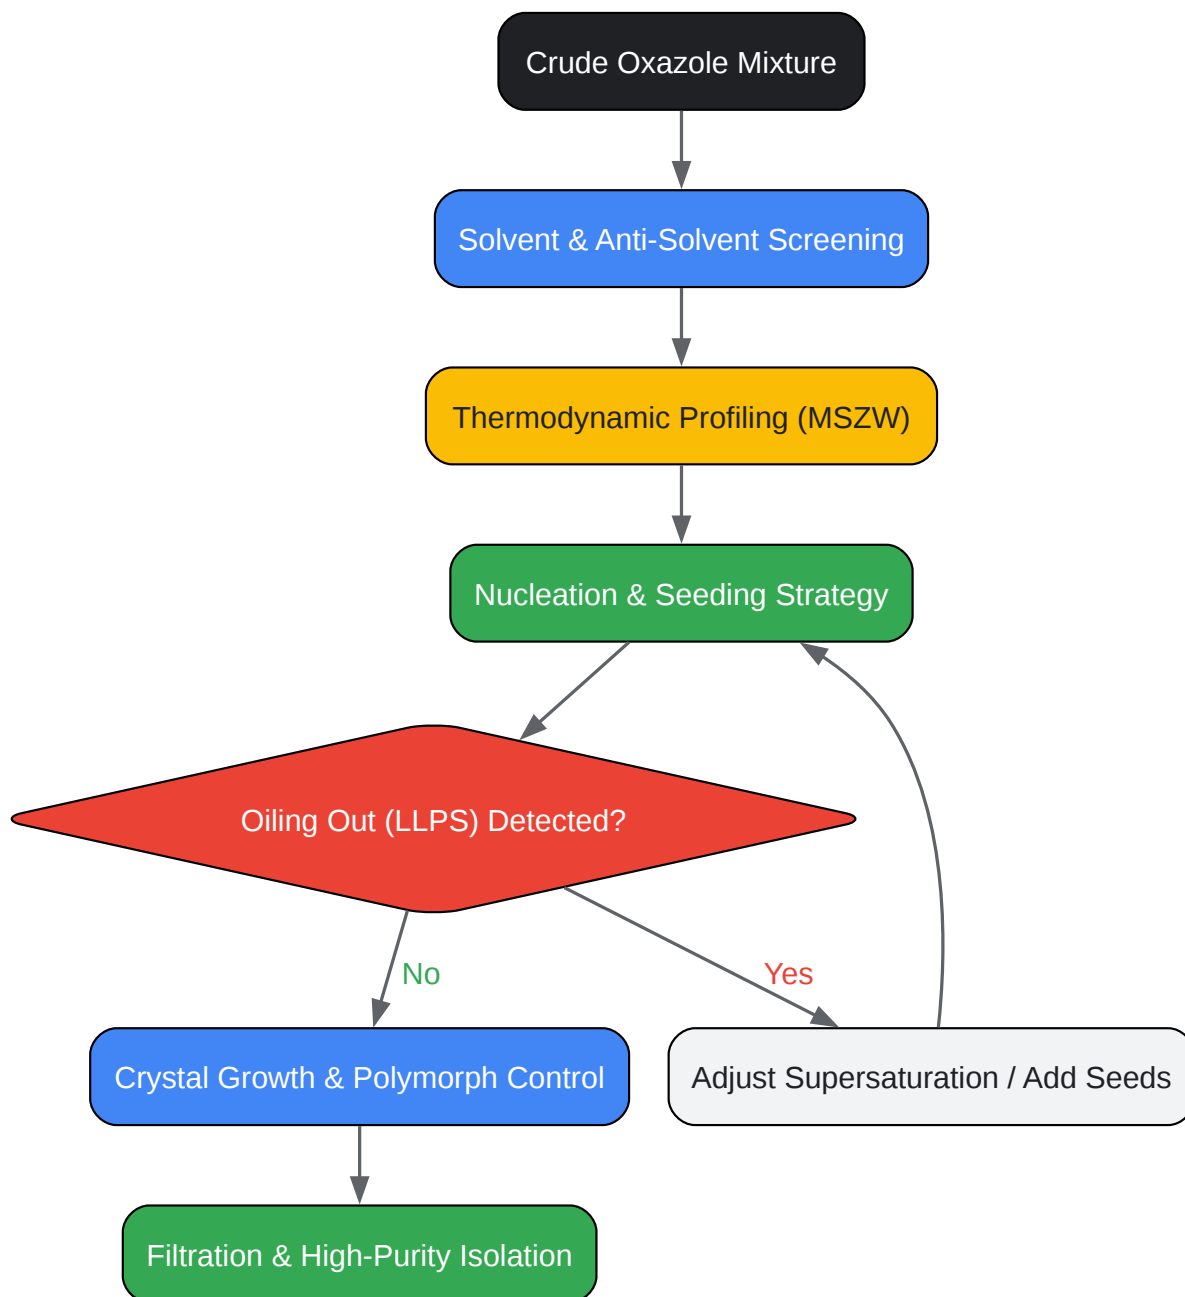 Crude Oxazole Mixture
Solvent & Anti-Solvent Screening
Thermodynamic Profiling (MSZW)
Nucleation & Seeding Strategy
Oiling Out (LLPS) Detected?
No
Yes
Crystal Growth & Polymorph Control
Adjust Supersaturation / Add Seeds
Filtration & High-Purity Isolation